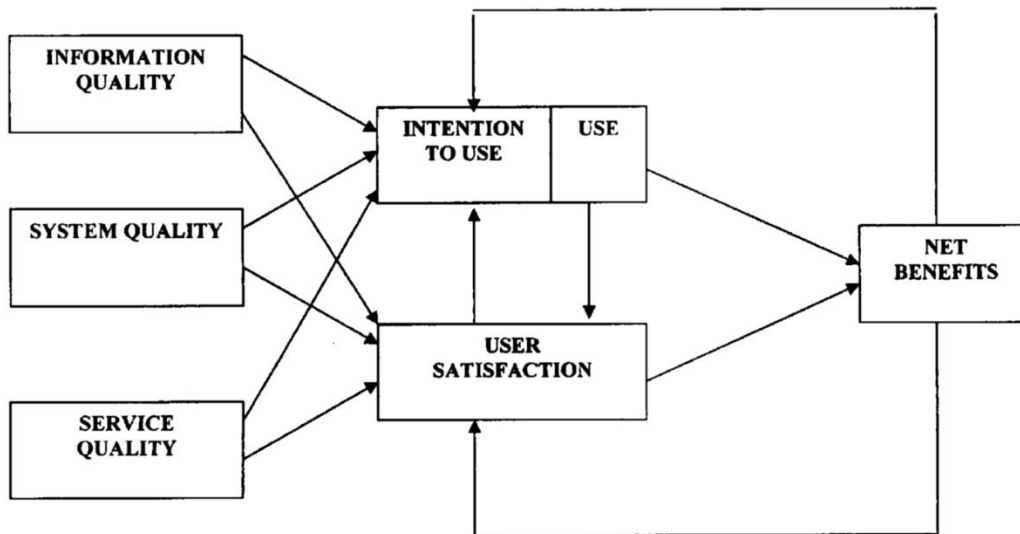 INFORMATION
QUALITY
INTENTION
TO USE
USE
SYSTEM QUALITY
NET
BENEFITS
USER
SATISFACTION
SERVICE
QUALITY